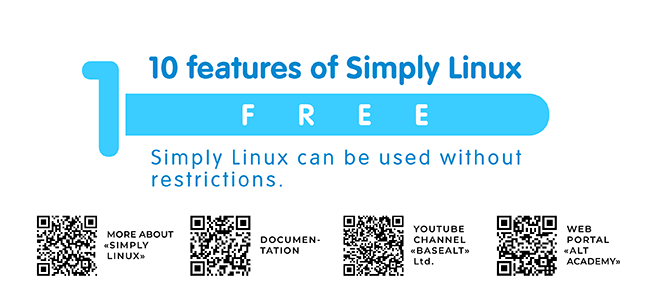 10 features of Simply Linux
1
FREE
Simply Linux can be used without
restrictions.
MORE ABOUT
«SIMPLY
LINUX»
DOCUMEN-
TATION
YOUTUBE
CHANNEL
«BASEALT»
Ltd.
WEB
PORTAL
«ALT
ACADEMY»